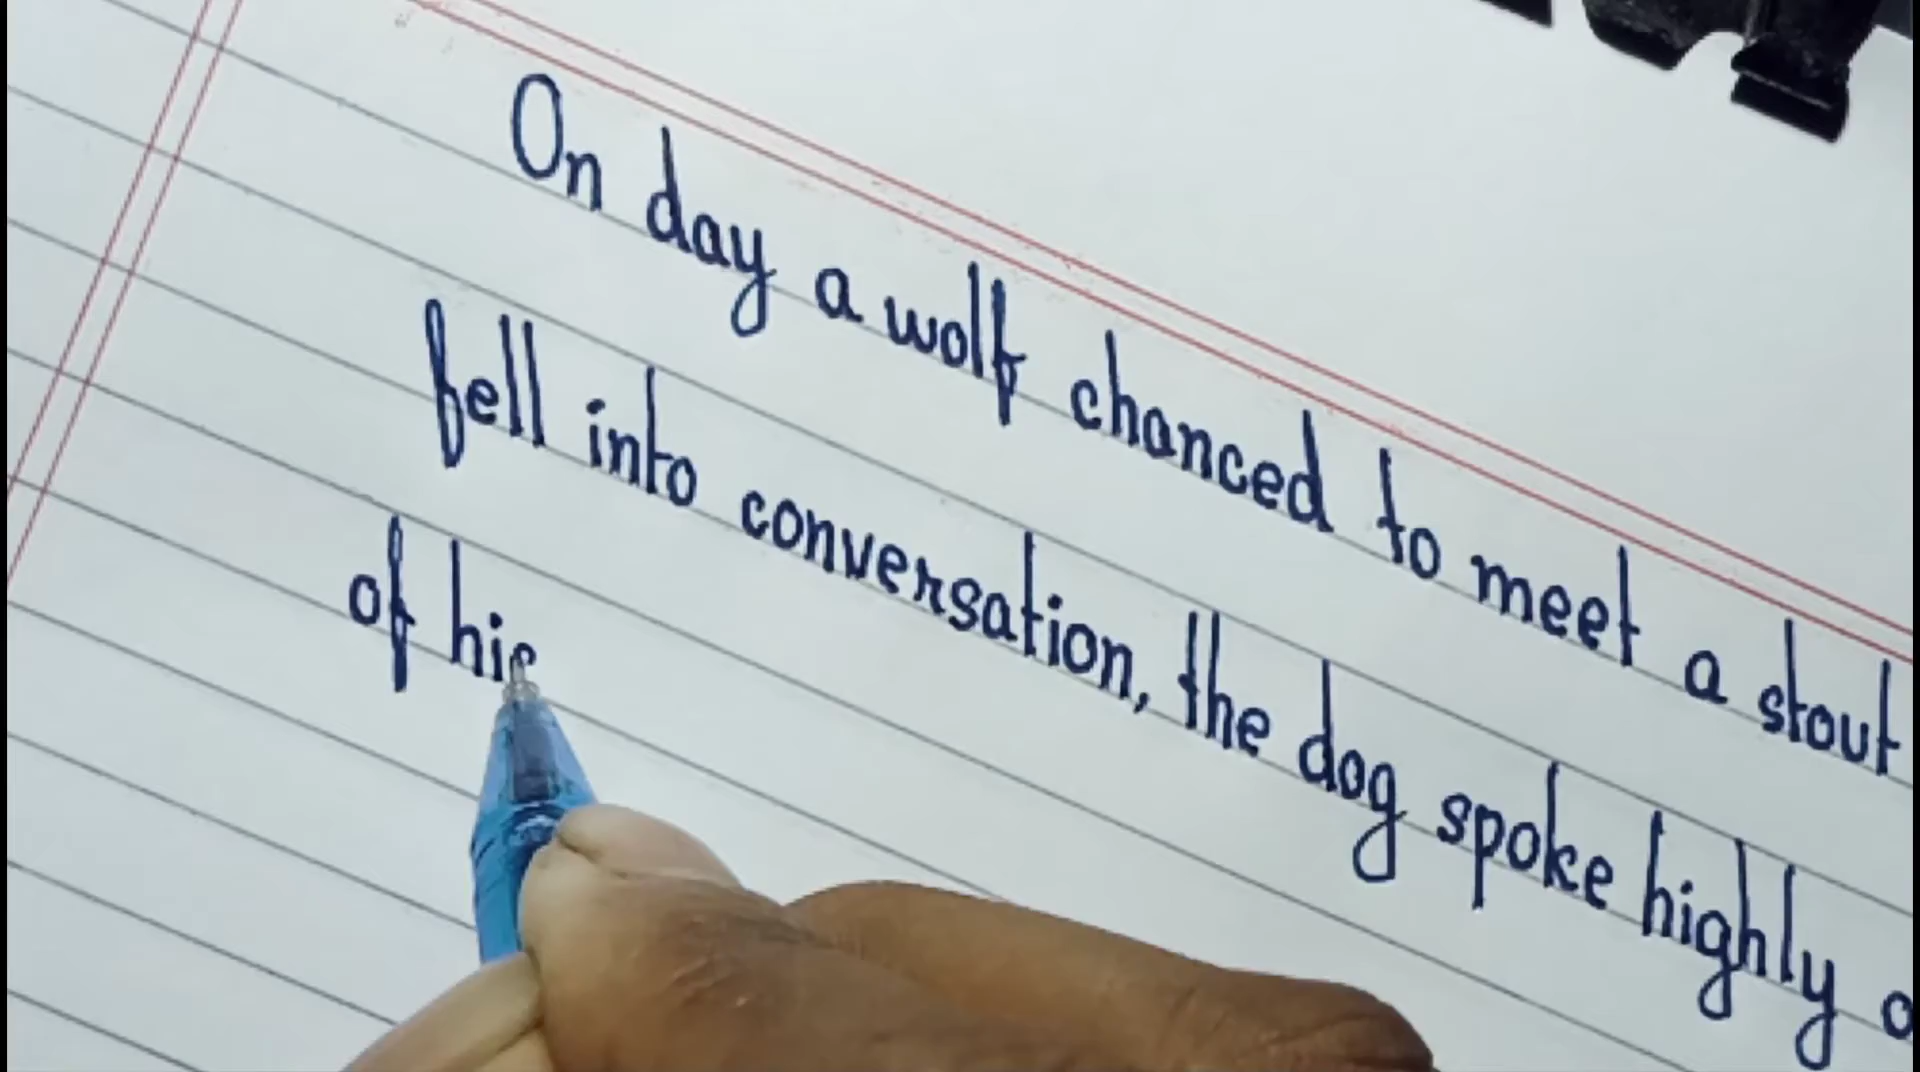 On day a wolf chanced to meet a stout
fell into conversation, the dog spoke highly
of his